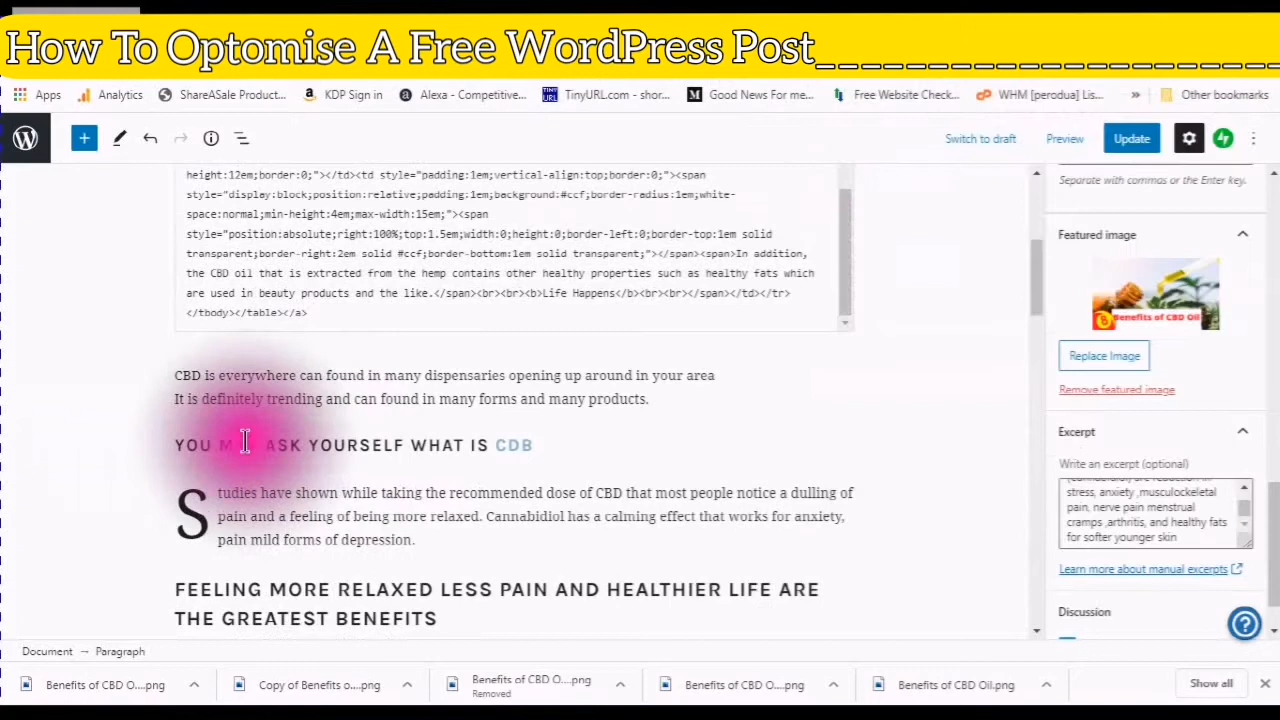 How To Optomise A Free WordPress Post_ _ _ _ _ _ _ _ _ _ _ _ _ _ _ _ _
Apps Analytics ShareASale Product... KDP Sign in Alexa - Competitive... TinyURL.com - shor... Good News For me... Free Website Check... WHM [perodua] Lis... » Other bookmarks
Switch to draft Preview Update
height:12em;border:0;"></td><td style="padding:1em;vertical-align:top;border:0;"><span
style="display:block;position:relative;padding:1em;background:#ccf;border-radius:1em;white-
space:normal;min-height:4em;max-width:15em;"><span
style="position:absolute;right:100%;top:1.5em;width:0;height:0;border-left:0;border-top:1em solid
transparent;border-right:2em solid #ccf;border-bottom:1em solid transparent;"></span><span>In addition,
the CBD oil that is extracted from the hemp contains other healthy properties such as healthy fats which
are used in beauty products and the like.</span><br><br><b>Life Happens</b><br><br></span></td></tr>
</tbody></table></a>
CBD is everywhere can found in many dispensaries opening up around in your area
It is definitely trending and can found in many forms and many products.
YOU ASK YOURSELF WHAT IS CDB
Studies have shown while taking the recommended dose of CBD that most people notice a dulling of
pain and a feeling of being more relaxed. Cannabidiol has a calming effect that works for anxiety,
pain mild forms of depression.
FEELING MORE RELAXED LESS PAIN AND HEALTHIER LIFE ARE
THE GREATEST BENEFITS
Separate with commas or the Enter key.
Featured image
Benefits of CBD Oil
Replace Image
Remove featured image
Excerpt
Write an excerpt (optional)
stress, anxiety ,musculockeletal
pain, nerve pain menstrual
cramps ,arthritis, and healthy fats
for softer younger skin
Learn more about manual excerpts
Discussion
Document → Paragraph
Benefits of CBD O....png
Copy of Benefits o....png
Benefits of CBD O....png
Removed
Benefits of CBD O....png
Benefits of CBD Oil.png
Show all